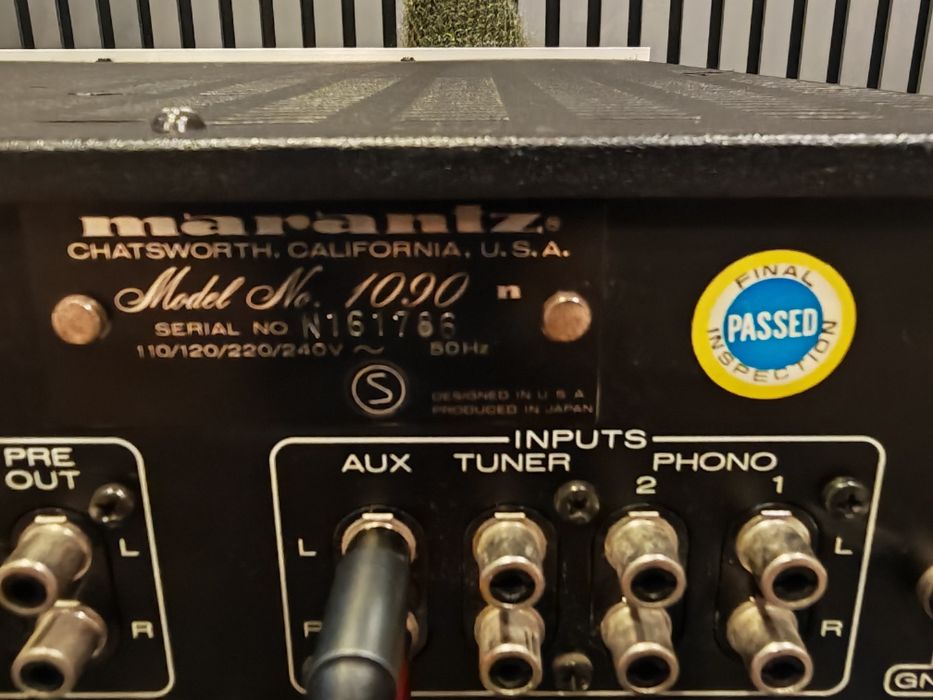 marantz®
CHATSWORTH, CALIFORNIA, U.S.A.
Model No. 1090 n
SERIAL NO N161766
110/120/220/240V ~ 50Hz
S
DESIGNED IN U S A
PRODUCED IN JAPAN
FINAL
PASSED
INSPECTION
PRE
OUT
L
R
INPUTS
AUX TUNER PHONO
2 1
L L
R R
GN